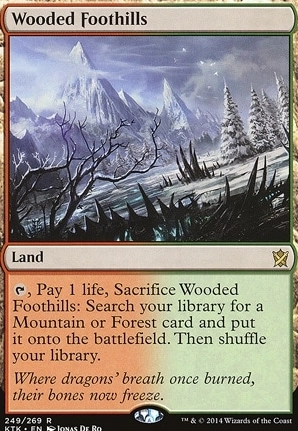 Wooded Foothills
Land
, Pay 1 life, Sacrifice Wooded
Foothills: Search your library for a
Mountain or Forest card and put
it onto the battlefield. Then shuffle
your library.
Where dragons' breath once burned,
their bones now freeze.
249/269 R
KTK • EN Jonas De Ro
™ & © 2014 Wizards of the Coast